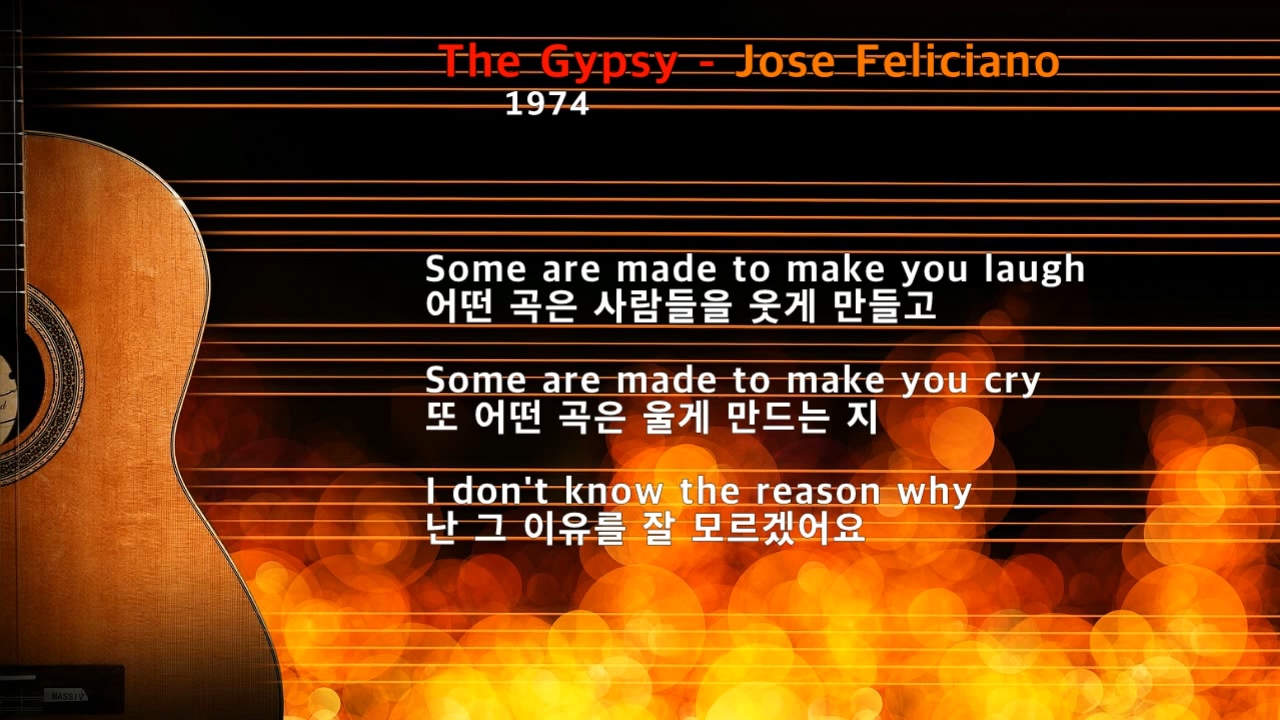 The Gypsy - Jose Feliciano
1974
Some are made to make you laugh
어떤 곡은 사람들을 웃게 만들고
Some are made to make you cry
또 어떤 곡은 울게 만드는 지
I don't know the reason why
난 그 이유를 잘 모르겠어요